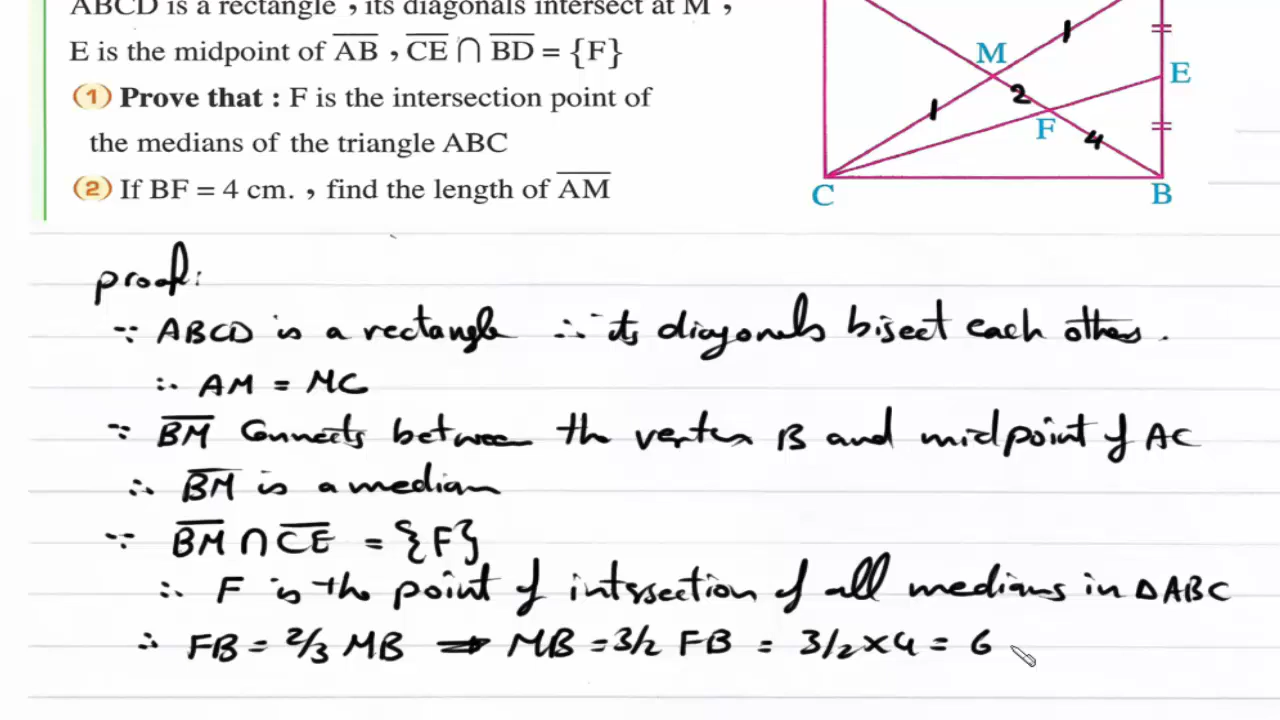 ABCD is a rectangle , its diagonals intersect at M ,
E is the midpoint of AB , CE ∩ BD = {F}
(1) Prove that : F is the intersection point of
the medians of the triangle ABC
(2) If BF = 4 cm. , find the length of AM
1
M
E
2
1
F
4
C
B
proof:
∵ ABCD is a rectangle ∴ its diagonals bisect each others.
∴ AM = MC
∵ BM Connects between the vertex B and midpoint of AC
∴ BM is a median
∵ BM ∩ CE = {F}
∴ F is the point of intssection of all medians in △ABC
∴ FB = 2/3 MB ⇒ MB = 3/2 FB = 3/2 × 4 = 6